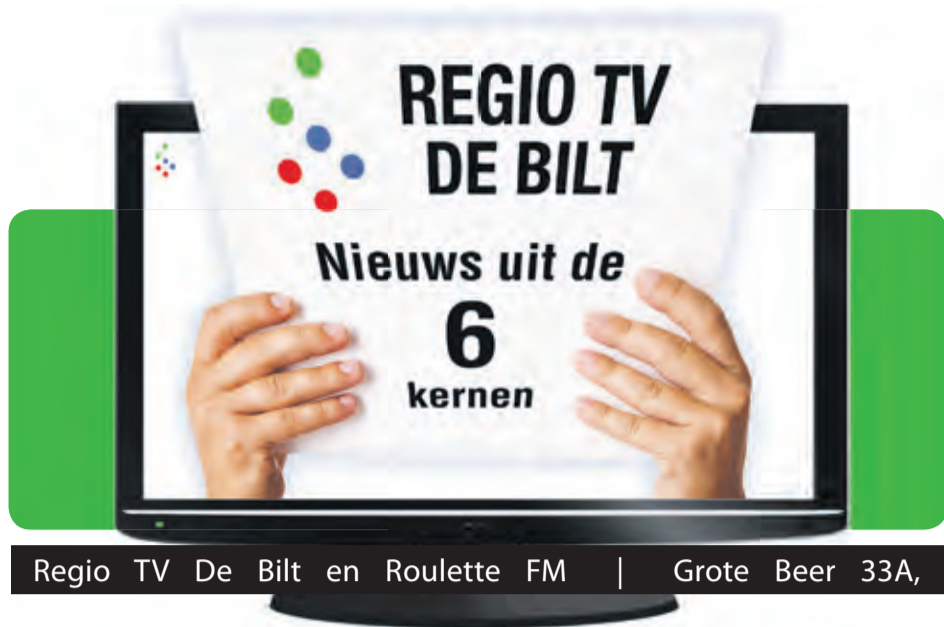 REGIO TV
DE BILT
Nieuws uit de
6
kernen
Regio TV De Bilt en Roulette FM | Grote Beer 33A,